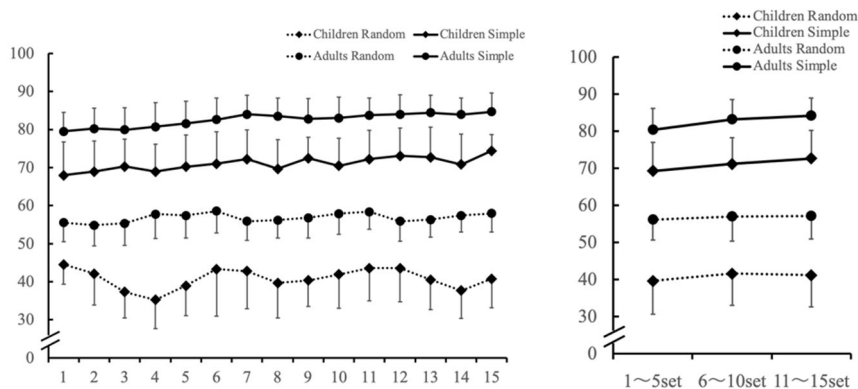 Children Random Children Simple
Adults Random Adults Simple
100
90
80
70
60
50
40
30
0
1 2 3 4 5 6 7 8 9 10 11 12 13 14 15
Children Random
Children Simple
Adults Random
Adults Simple
100
90
80
70
60
50
40
30
0
1～5set 6～10set 11～15set